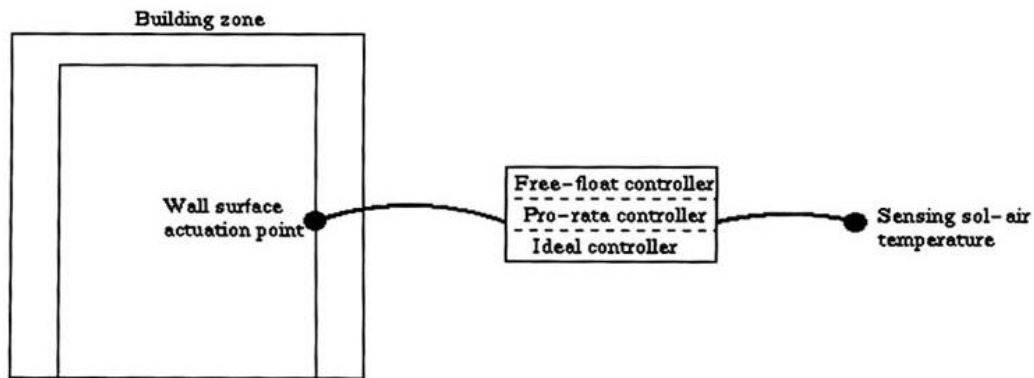 Building zone
Free-float controller
Wall surface
actuation point
Pro-rata controller
Ideal controller
Sensing sol-air
temperature